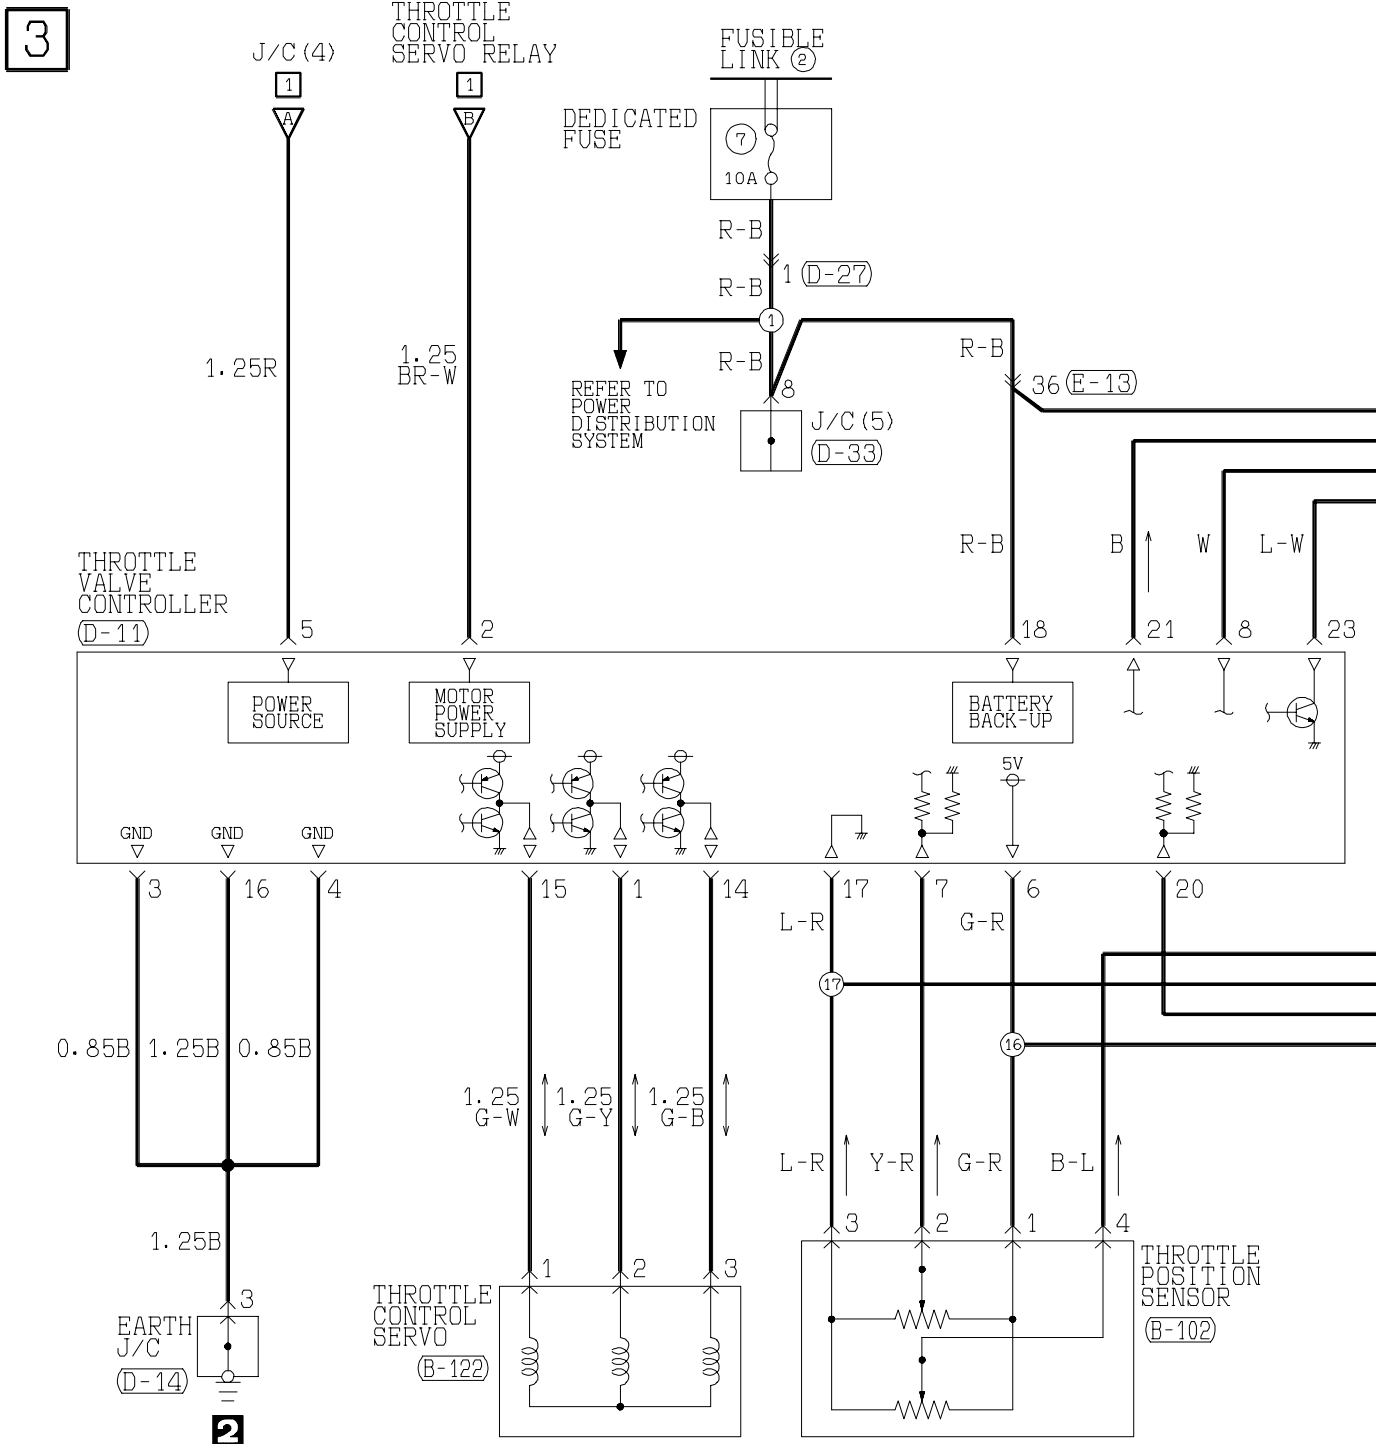 3
J/C(4)
1
A
THROTTLE
CONTROL
SERVO RELAY
1
B
FUSIBLE
LINK 2
DEDICATED
FUSE
7
10A
R-B
1 D-27
R-B
1
R-B
REFER TO
POWER
DISTRIBUTION
SYSTEM
8
J/C(5)
D-33
R-B
36 E-13
1.25R
1.25
BR-W
R-B
B
W
L-W
THROTTLE
VALVE
CONTROLLER
D-11
5
2
18
21
8
23
POWER
SOURCE
MOTOR
POWER
SUPPLY
BATTERY
BACK-UP
5V
GND
GND
GND
3
16
4
15
1
14
17
7
6
20
L-R
G-R
17
16
0.85B
1.25B
0.85B
1.25
G-W
1.25
G-Y
1.25
G-B
L-R
Y-R
G-R
B-L
3
2
1
4
1.25B
3
EARTH
J/C
D-14
2
1
2
3
THROTTLE
CONTROL
SERVO
B-122
THROTTLE
POSITION
SENSOR
B-102